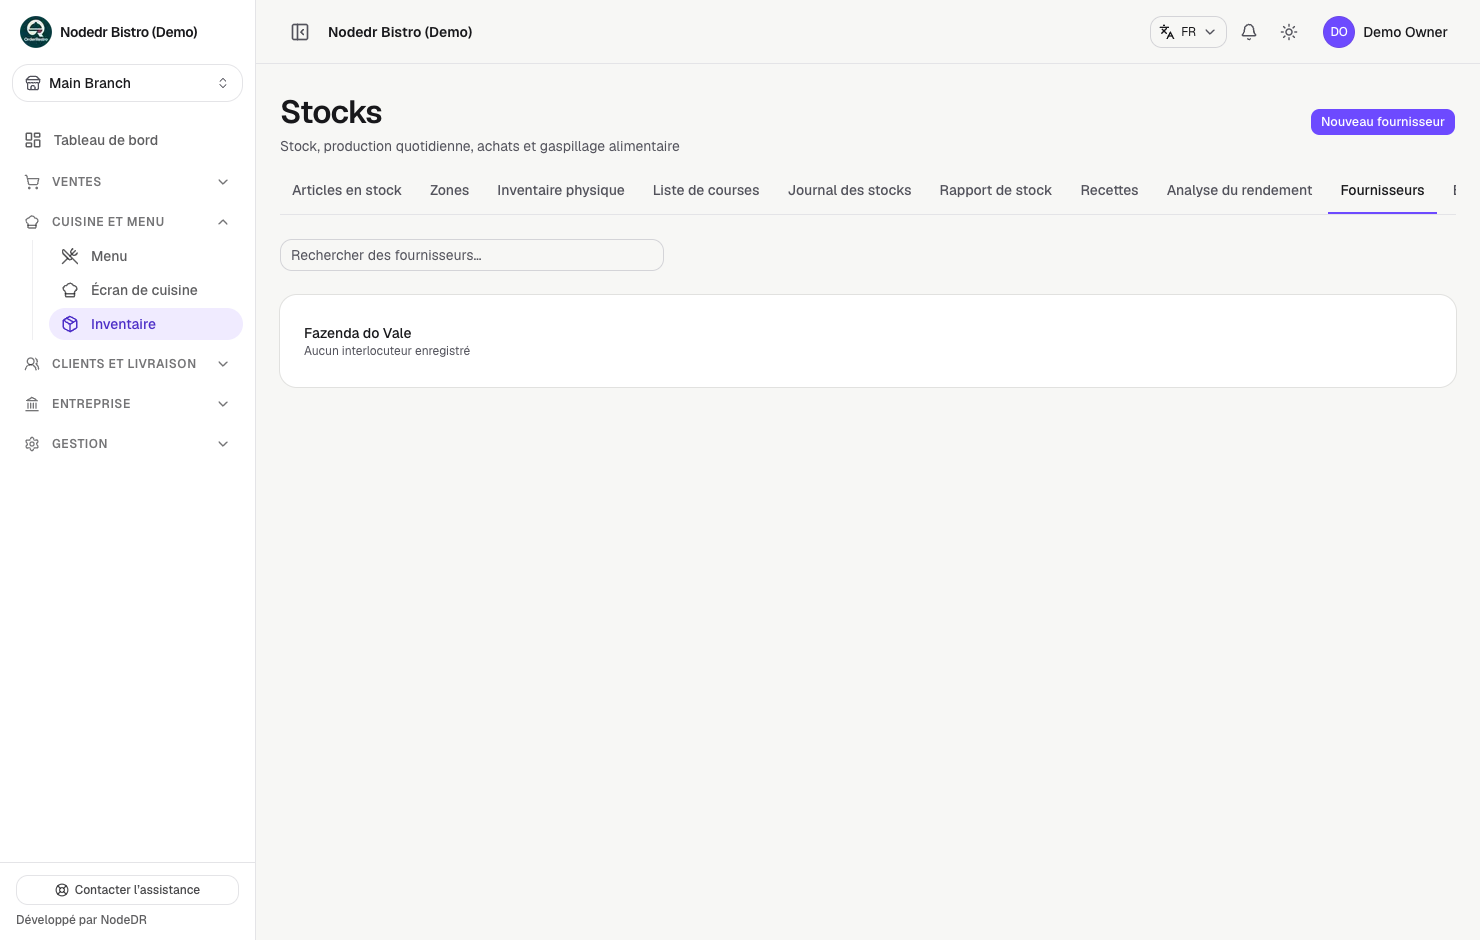 Nodedr Bistro (Demo)
Main Branch
Tableau de bord
VENTES
CUISINE ET MENU
Menu
Écran de cuisine
Inventaire
CLIENTS ET LIVRAISON
ENTREPRISE
GESTION
Contacter l'assistance
Développé par NodeDR
Nodedr Bistro (Demo)
FR
DO
Demo Owner
Stocks
Stock, production quotidienne, achats et gaspillage alimentaire
Nouveau fournisseur
Articles en stock
Zones
Inventaire physique
Liste de courses
Journal des stocks
Rapport de stock
Recettes
Analyse du rendement
Fournisseurs
Rechercher des fournisseurs…
Fazenda do Vale
Aucun interlocuteur enregistré